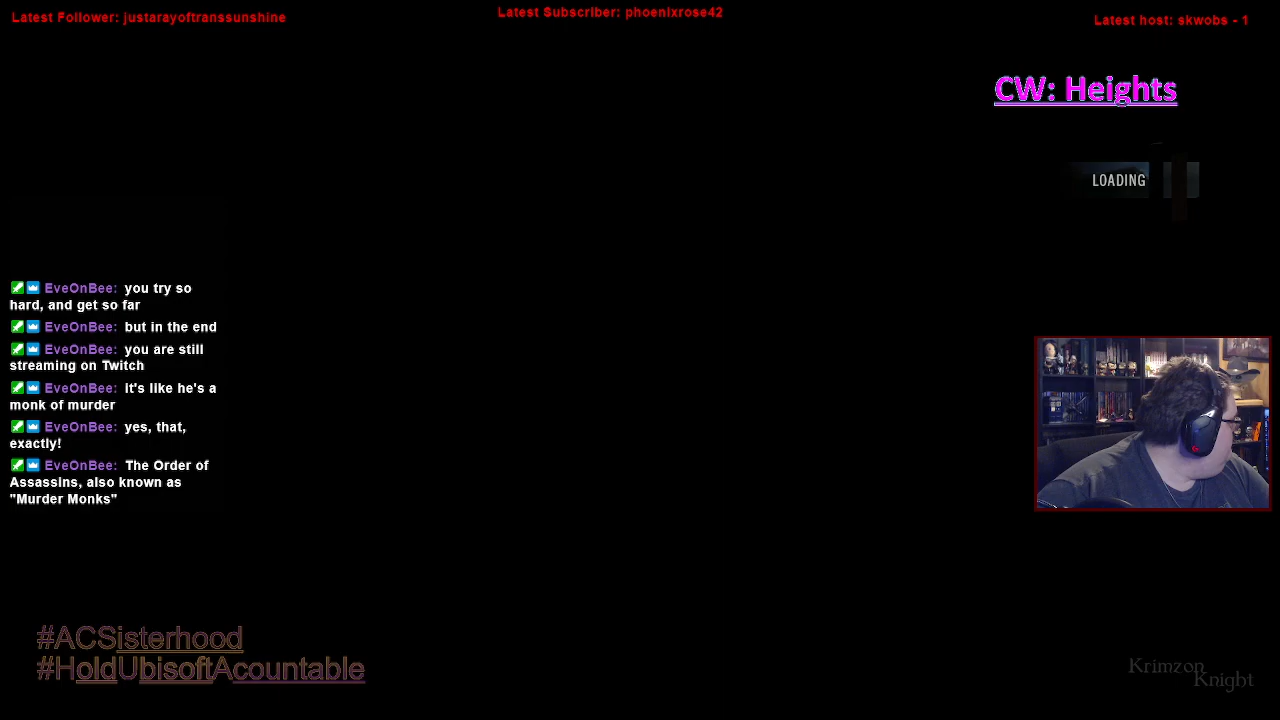 Latest Follower: justarayoftranssunshine
Latest Subscriber: phoenixrose42
Latest host: skwobs - 1
CW: Heights
LOADING
EveOnBee: you try so
hard, and get so far
EveOnBee: but in the end
EveOnBee: you are still
streaming on Twitch
EveOnBee: It's like he's a
monk of murder
EveOnBee: yes, that,
exactly!
EveOnBee: The Order of
Assassins, also known as
"Murder Monks"
#ACSisterhood
#HoldUbisoftAcountable
Krimzon
Knight